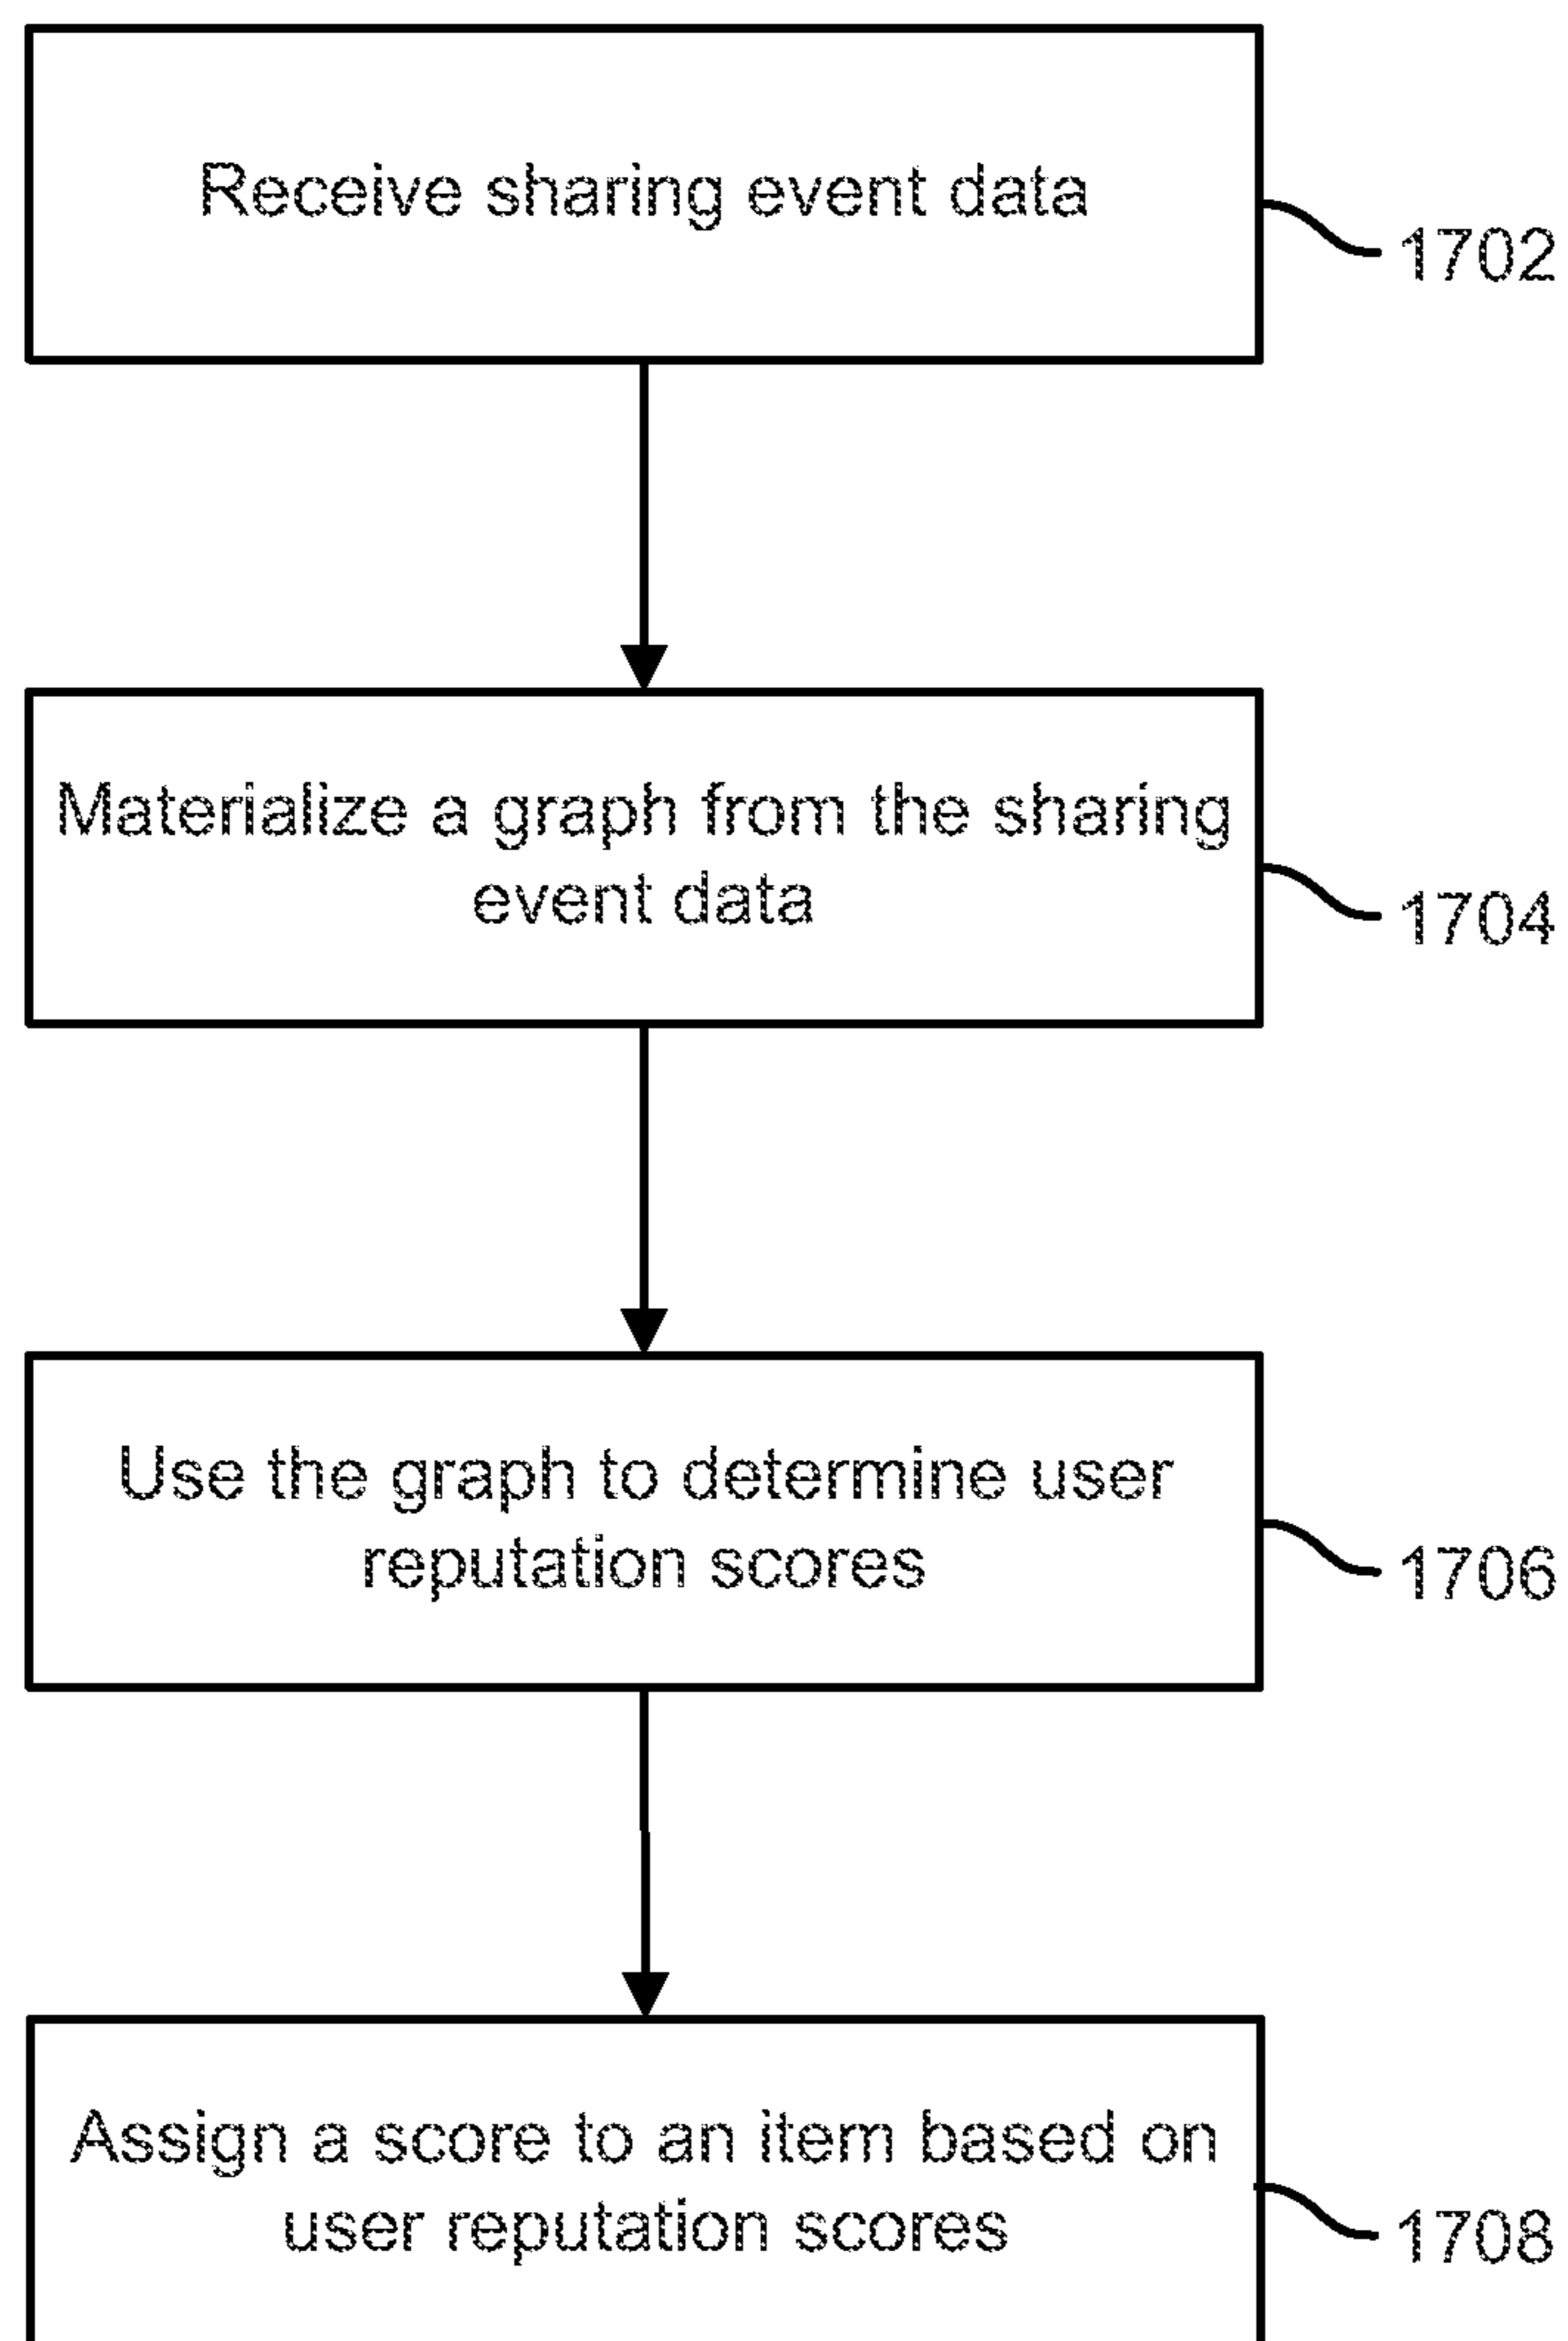 Receive sharing event data
1702
Materialize a graph from the sharing
event data
1704
Use the graph to determine user
reputation scores
1706
Assign a score to an item based on
user reputation scores
1708